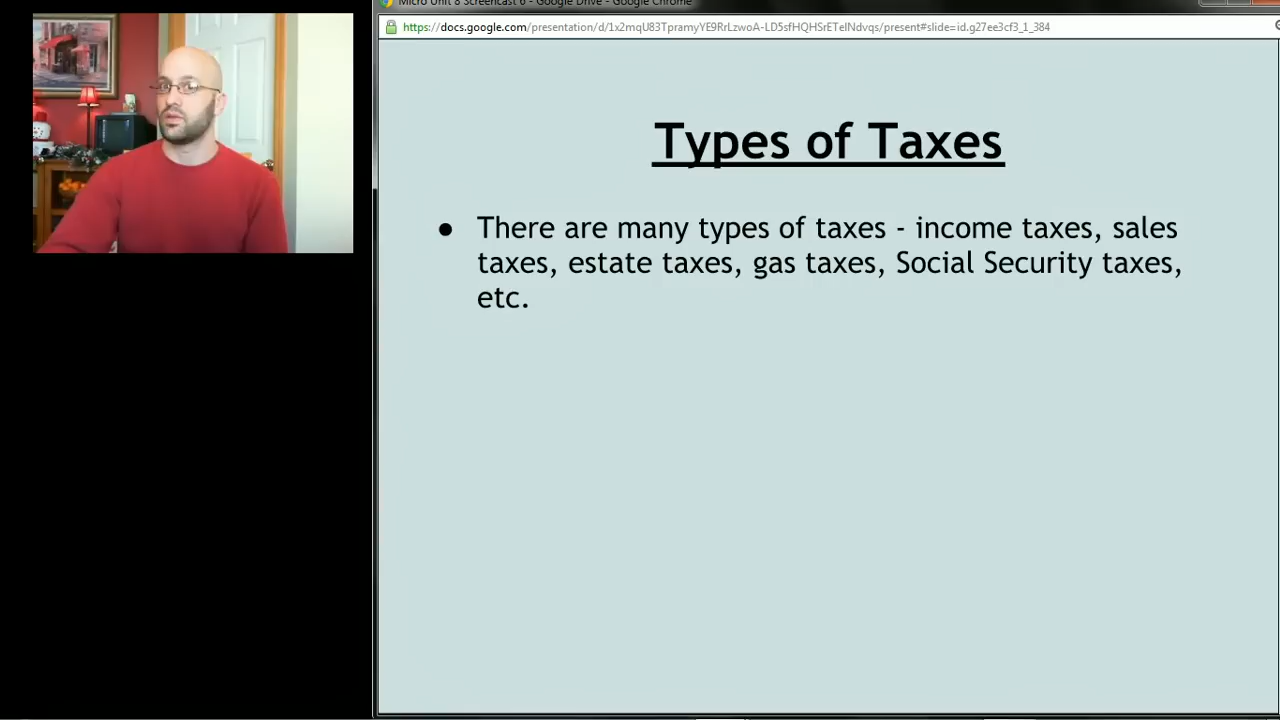 Micro Unit 8 Screencast 6 - Google Drive - Google Chrome
https://docs.google.com/presentation/d/1x2mqU83TpramyYE9RrLzwoA-LD5sfHQHSrETelNdvqs/present#slide=id.g27ee3cf3_1_384
Types of Taxes
● There are many types of taxes - income taxes, sales
taxes, estate taxes, gas taxes, Social Security taxes,
etc.